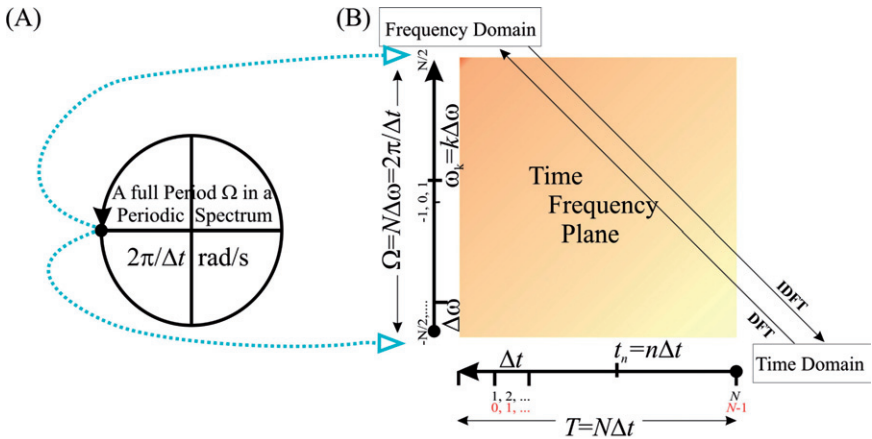 (A)
A full Period Ω in a
Periodic Spectrum
2π/Δt rad/s
(B)
Frequency Domain
N/2
-1, 0, 1
-N/2,....
Ω=NΔω=2π/Δt
ω_k=kΔω
Δω
Time
Frequency
Plane
IDFT
DFT
Time Domain
Δt
t_n=nΔt
1, 2, ...
N
0, 1, ...
N-1
T=NΔt